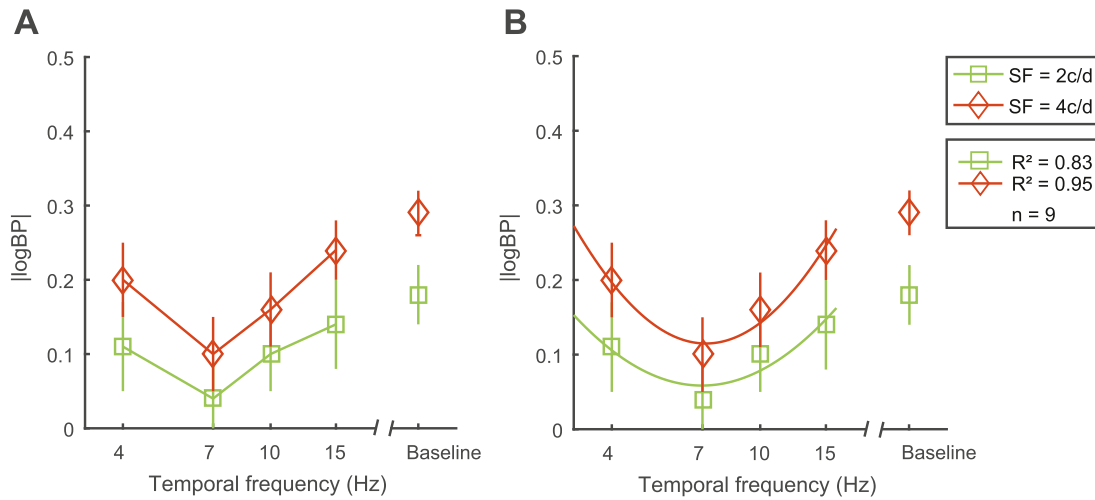 A
0.5
0.4
0.3
0.2
0.1
0
|logBP|
4 7 10 15 Baseline
Temporal frequency (Hz)
B
0.5
0.4
0.3
0.2
0.1
0
|logBP|
4 7 10 15 Baseline
Temporal frequency (Hz)
SF = 2c/d
SF = 4c/d
R² = 0.83
R² = 0.95
n = 9